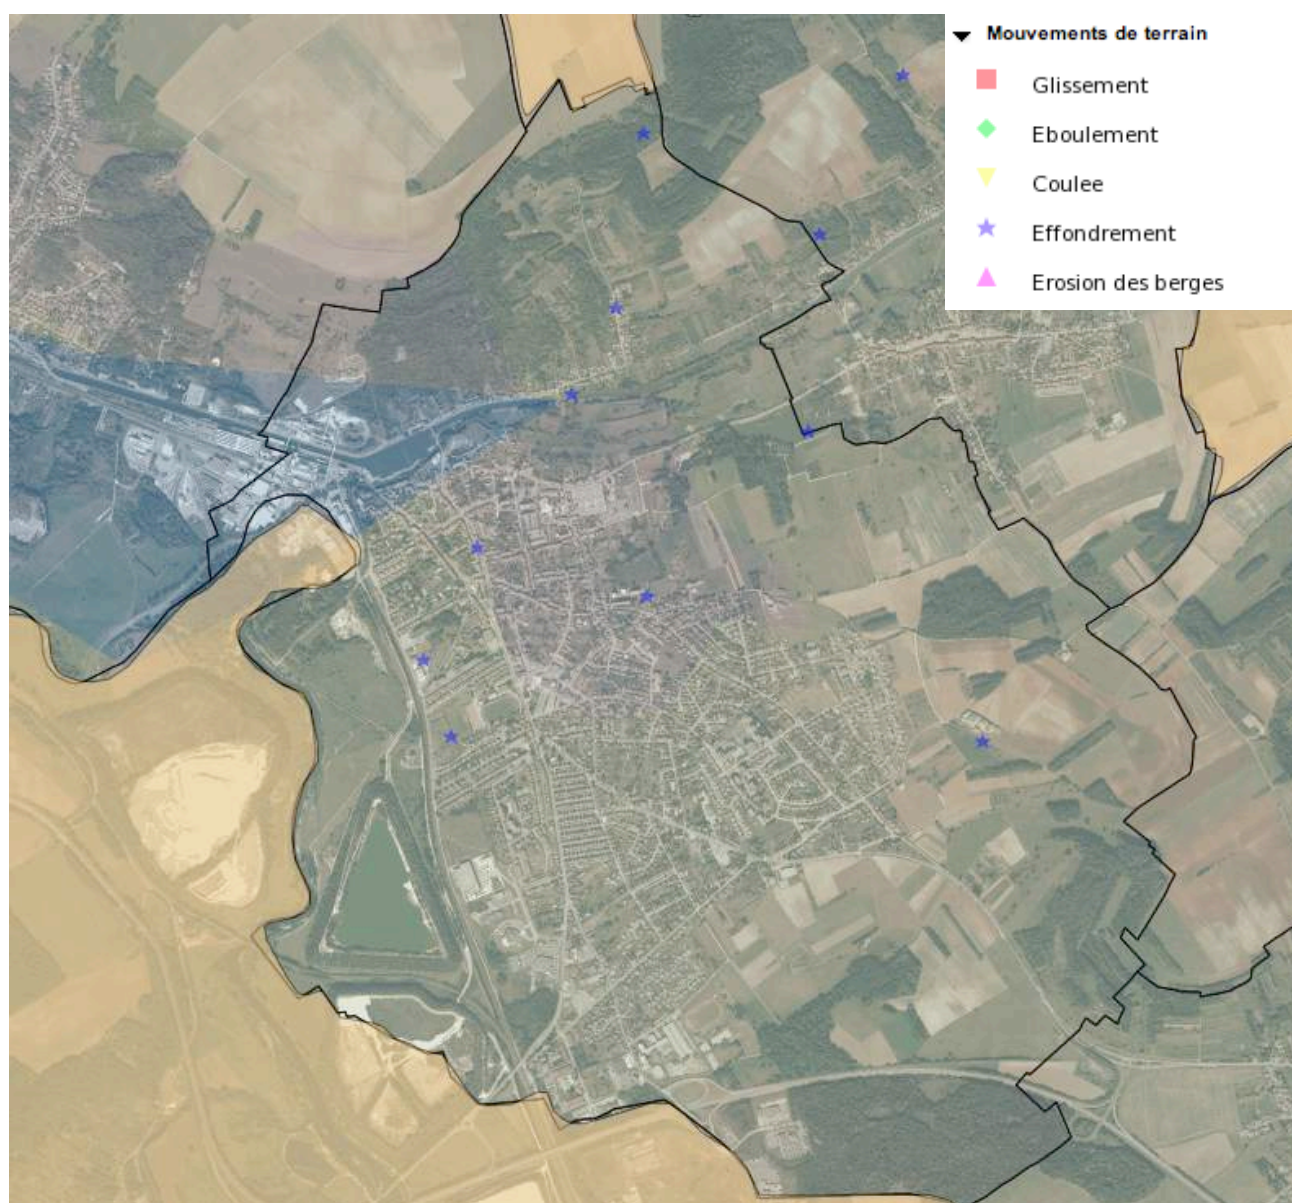 Mouvements de terrain
Glissement
Eboulement
Coulee
Effondrement
Erosion des berges